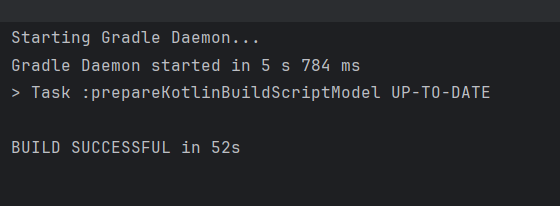 Starting Gradle Daemon...
Gradle Daemon started in 5 s 784 ms
> Task :prepareKotlinBuildScriptModel UP-TO-DATE
BUILD SUCCESSFUL in 52s